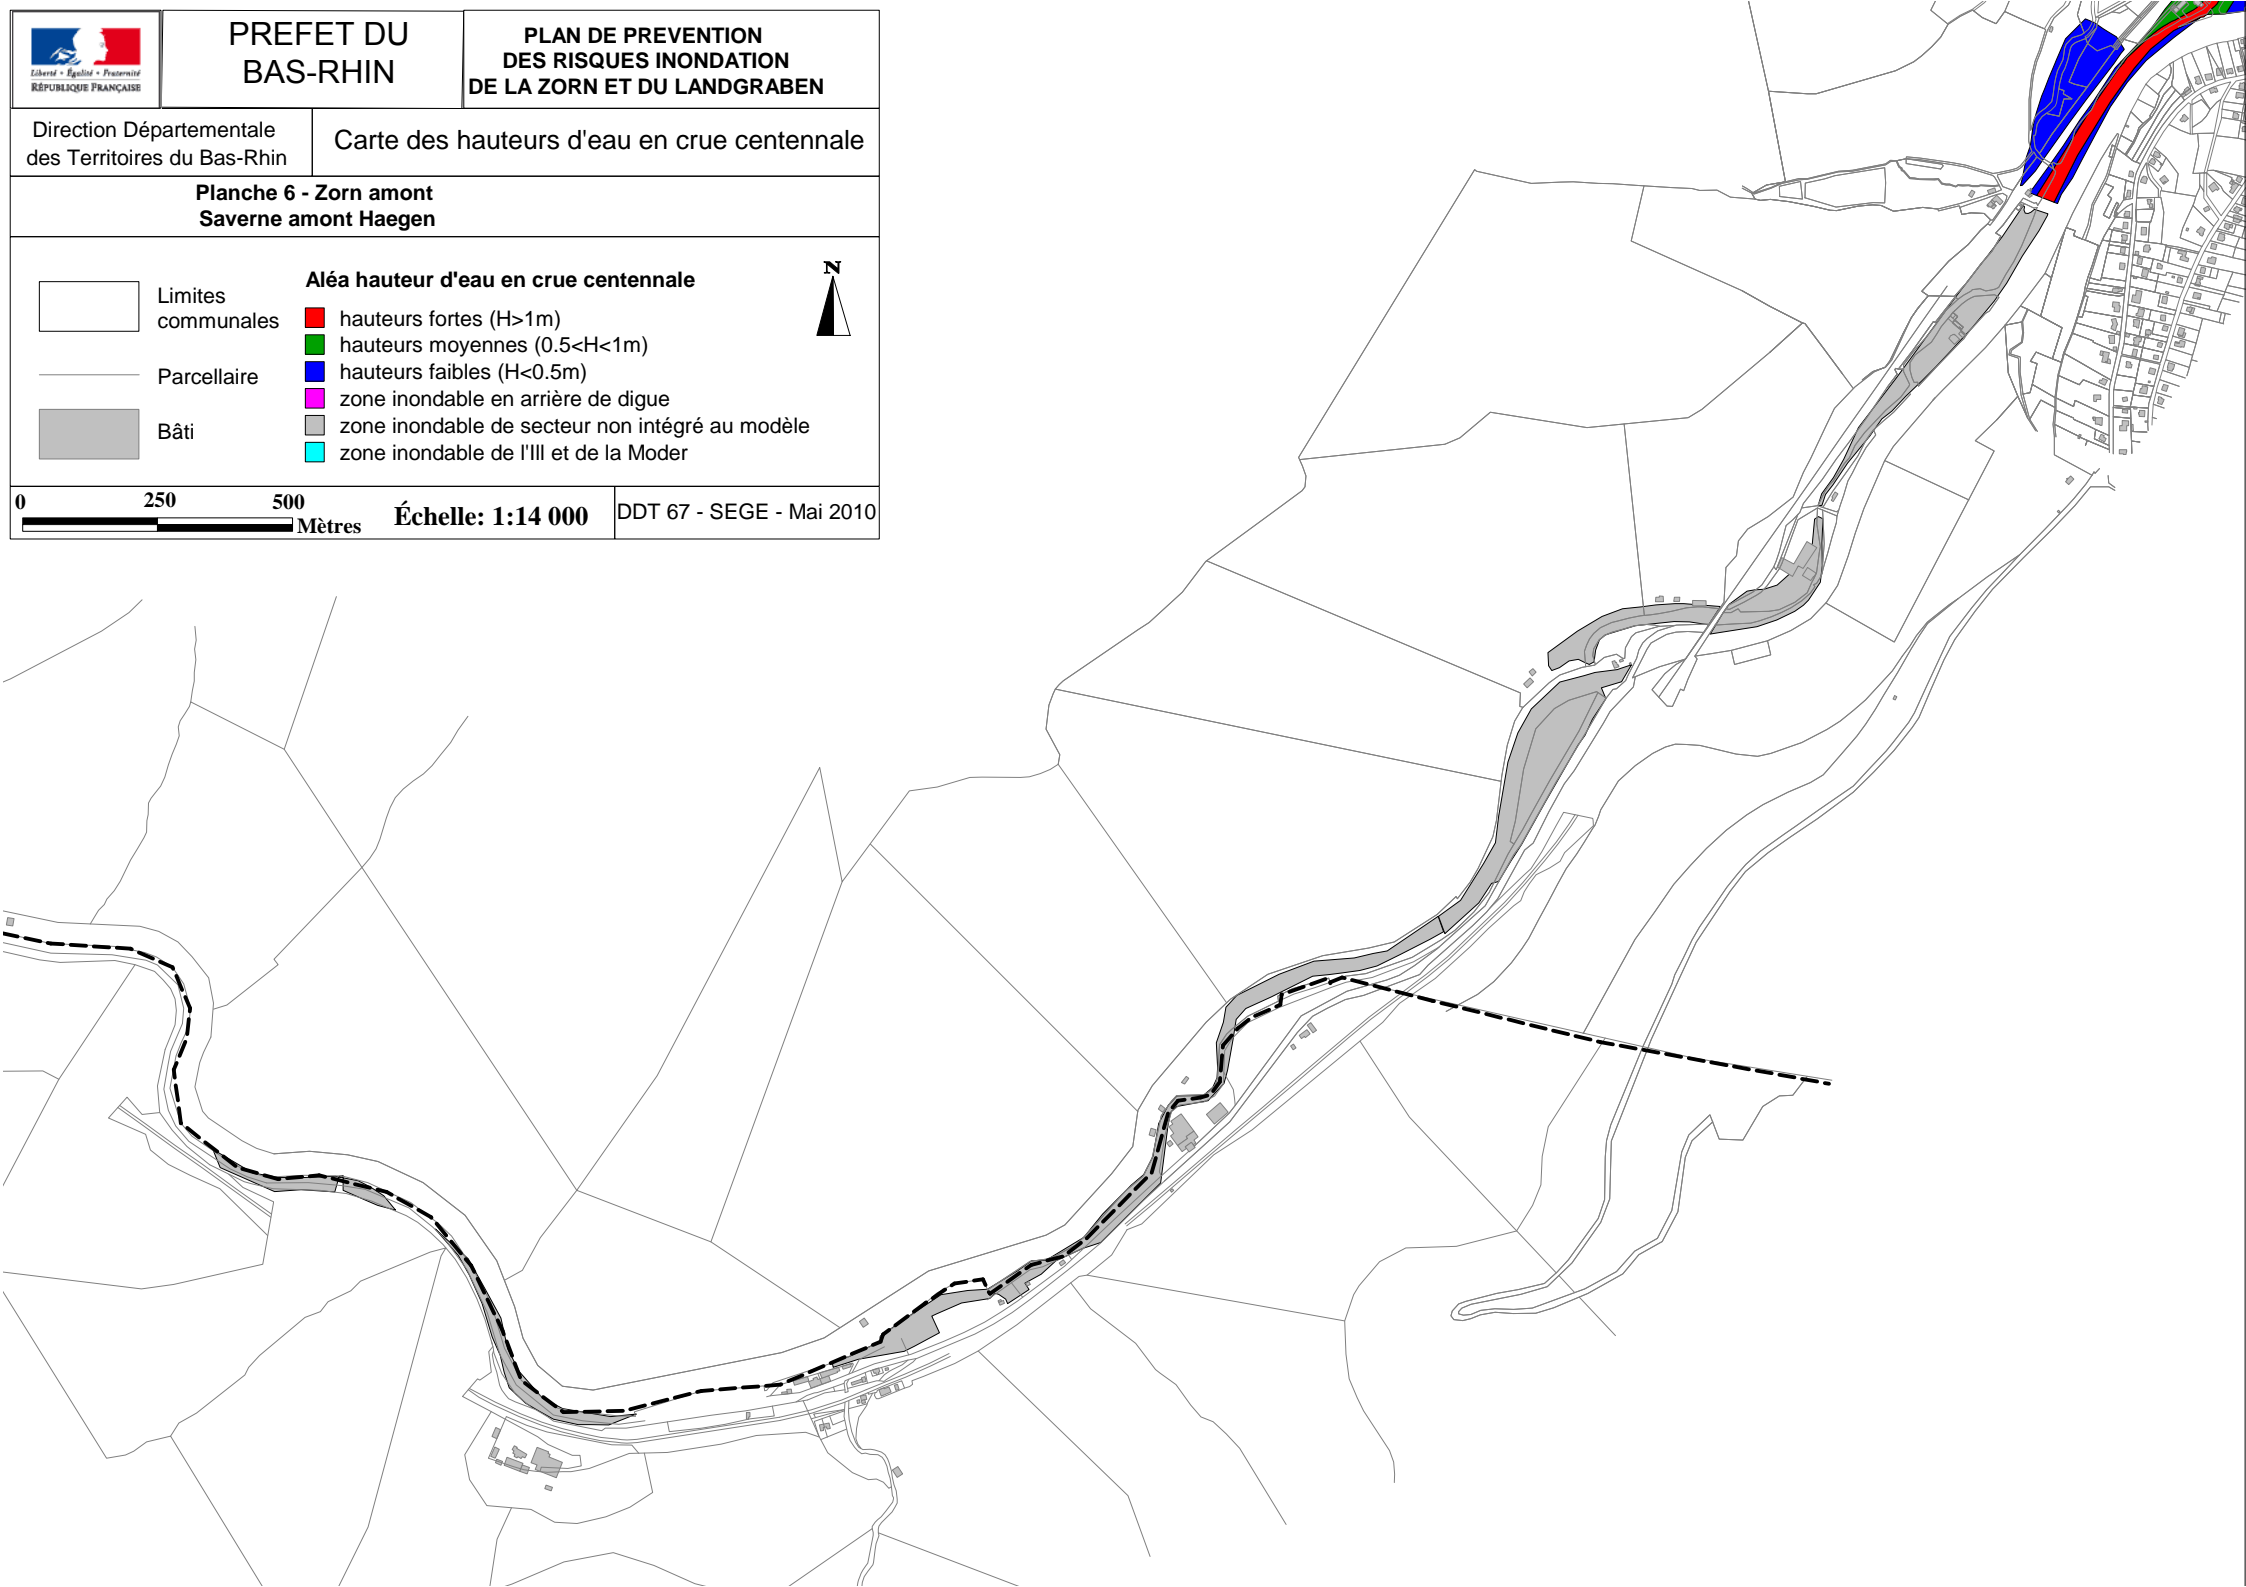 Liberté • Égalité • Fraternité
RÉPUBLIQUE FRANÇAISE
PREFET DU
BAS-RHIN
PLAN DE PREVENTION
DES RISQUES INONDATION
DE LA ZORN ET DU LANDGRABEN
Direction Départementale
des Territoires du Bas-Rhin
Carte des hauteurs d'eau en crue centennale
Planche 6 - Zorn amont
Saverne amont Haegen
Limites
communales
Parcellaire
Bâti
Aléa hauteur d'eau en crue centennale
hauteurs fortes (H>1m)
hauteurs moyennes (0.5<H<1m)
hauteurs faibles (H<0.5m)
zone inondable en arrière de digue
zone inondable de secteur non intégré au modèle
zone inondable de l'Ill et de la Moder
N
0 250 500
Mètres
Échelle: 1:14 000
DDT 67 - SEGE - Mai 2010